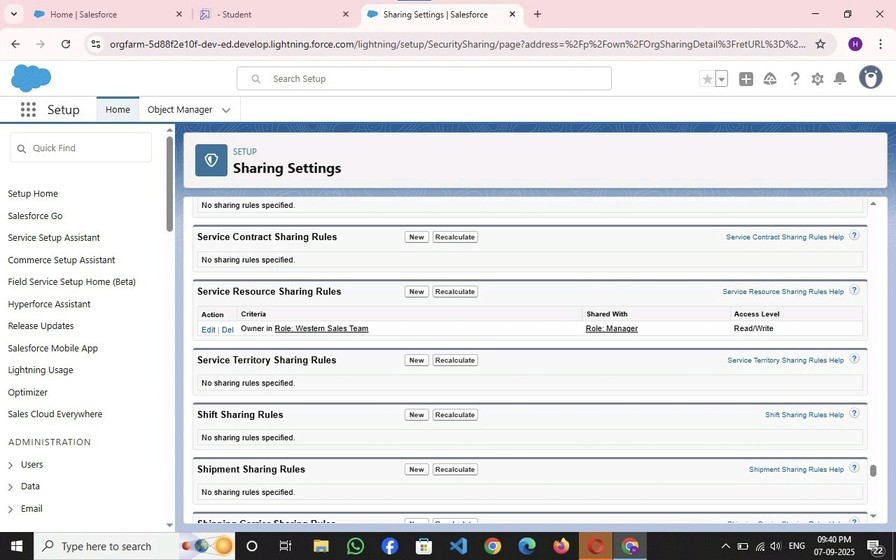 Home | Salesforce
- Student
Sharing Settings | Salesforce
orgfarm-5d88f2e10f-dev-ed.develop.lightning.force.com/lightning/setup/SecuritySharing/page?address=%2Fp%2Fown%2FOrgSharingDetail%3FretURL%3D%2...
H
Search Setup
Setup
Home
Object Manager
Quick Find
SETUP
Sharing Settings
Setup Home
Salesforce Go
Service Setup Assistant
Commerce Setup Assistant
Field Service Setup Home (Beta)
Hyperforce Assistant
Release Updates
Salesforce Mobile App
Lightning Usage
Optimizer
Sales Cloud Everywhere
ADMINISTRATION
Users
Data
Email
No sharing rules specified.
Service Contract Sharing Rules New Recalculate Service Contract Sharing Rules Help ?
No sharing rules specified.
Service Resource Sharing Rules New Recalculate Service Resource Sharing Rules Help ?
Action Criteria Shared With Access Level
Edit | Del Owner in Role: Western Sales Team Role: Manager Read/Write
Service Territory Sharing Rules New Recalculate Service Territory Sharing Rules Help ?
No sharing rules specified.
Shift Sharing Rules New Recalculate Shift Sharing Rules Help ?
No sharing rules specified.
Shipment Sharing Rules New Recalculate Shipment Sharing Rules Help ?
No sharing rules specified.
Type here to search
ENG
09:40 PM
07-09-2025
22